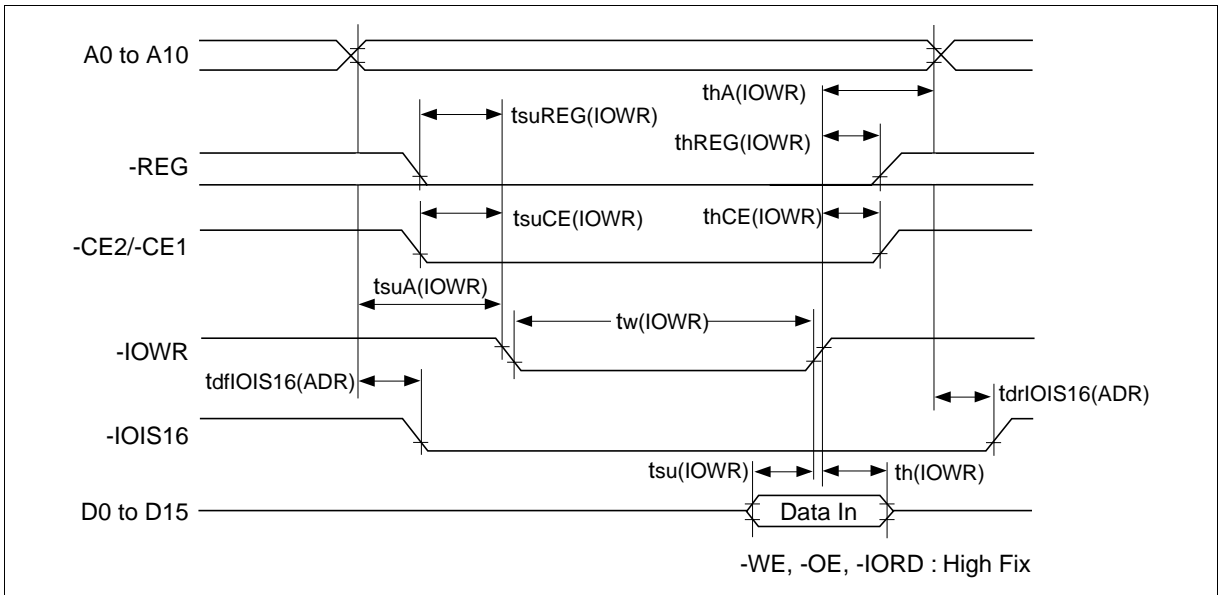 A0 to A10
thA(IOWR)
tsuREG(IOWR)
thREG(IOWR)
-REG
tsuCE(IOWR)
thCE(IOWR)
-CE2/-CE1
tsuA(IOWR)
tw(IOWR)
-IOWR
tdfIOIS16(ADR)
tdrIOIS16(ADR)
-IOIS16
tsu(IOWR)
th(IOWR)
D0 to D15
Data In
-WE, -OE, -IORD : High Fix